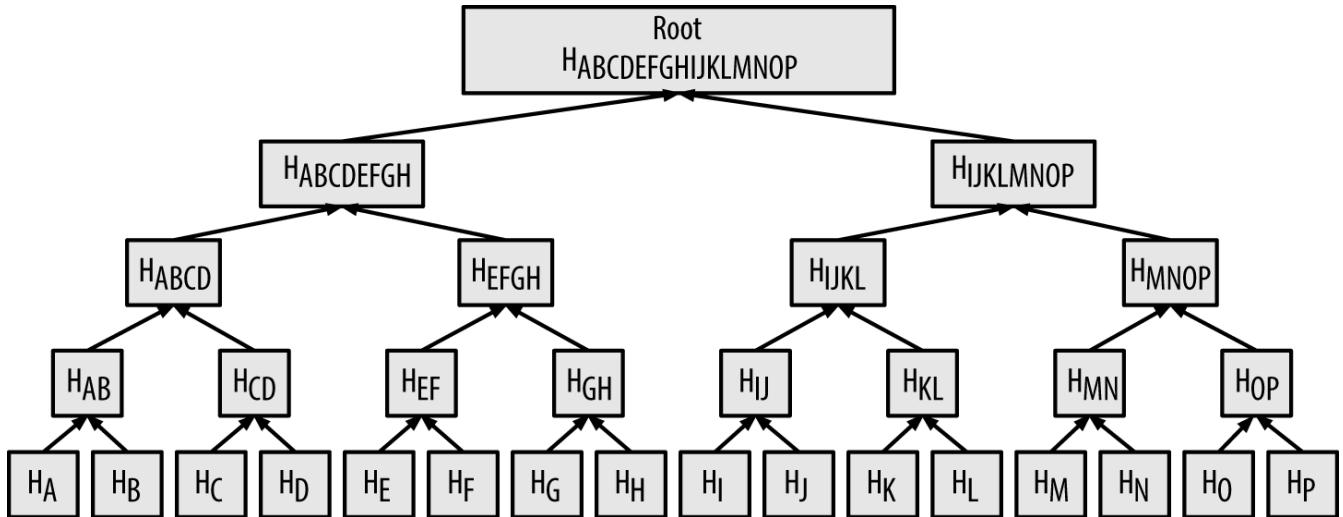 Root
HABCDEFGHIJKLMNOP
HABCDEFGH
HIJKLMNOP
HABCD
HEFGH
HIJKL
HMNOP
HAB
HCD
HEF
HGH
HIJ
HKL
HMN
HOP
HA
HB
HC
HD
HE
HF
HG
HH
HI
HJ
HK
HL
HM
HN
HO
HP